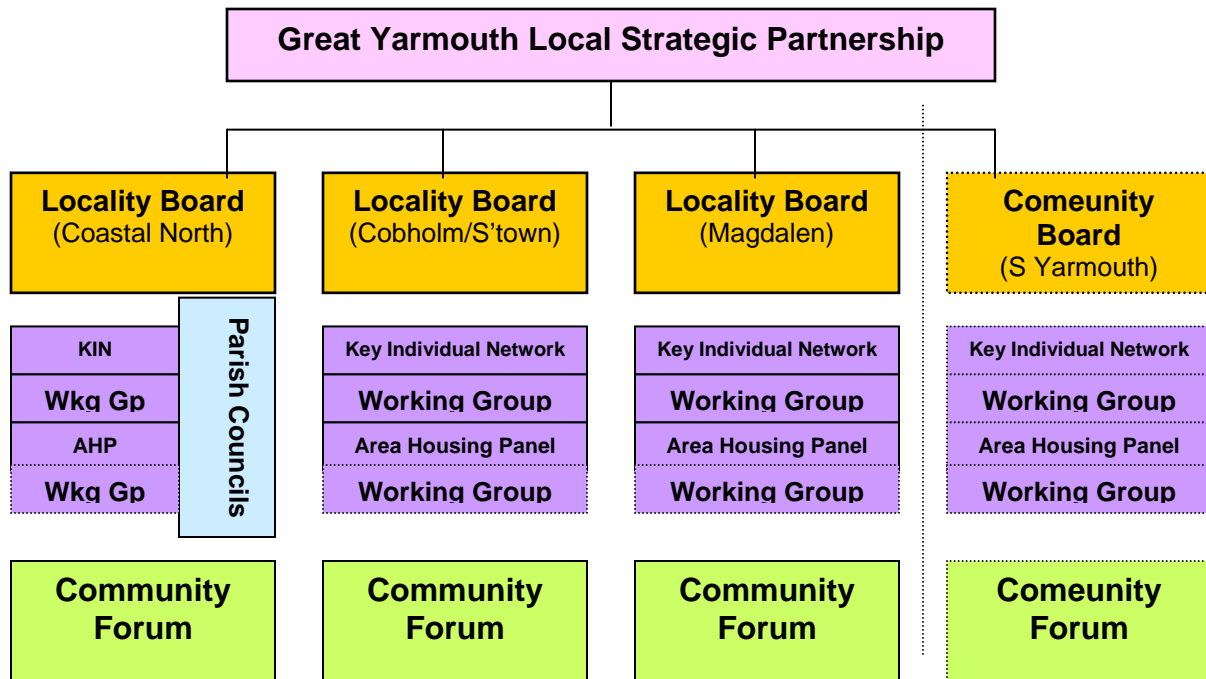 Great Yarmouth Local Strategic Partnership
Locality Board
(Coastal North)
Locality Board
(Cobholm/S'town)
Locality Board
(Magdalen)
Comeunity
Board
(S Yarmouth)
KIN
Wkg Gp
AHP
Wkg Gp
Parish Councils
Key Individual Network
Working Group
Area Housing Panel
Working Group
Key Individual Network
Working Group
Area Housing Panel
Working Group
Key Individual Network
Working Group
Area Housing Panel
Working Group
Community
Forum
Community
Forum
Community
Forum
Comeunity
Forum